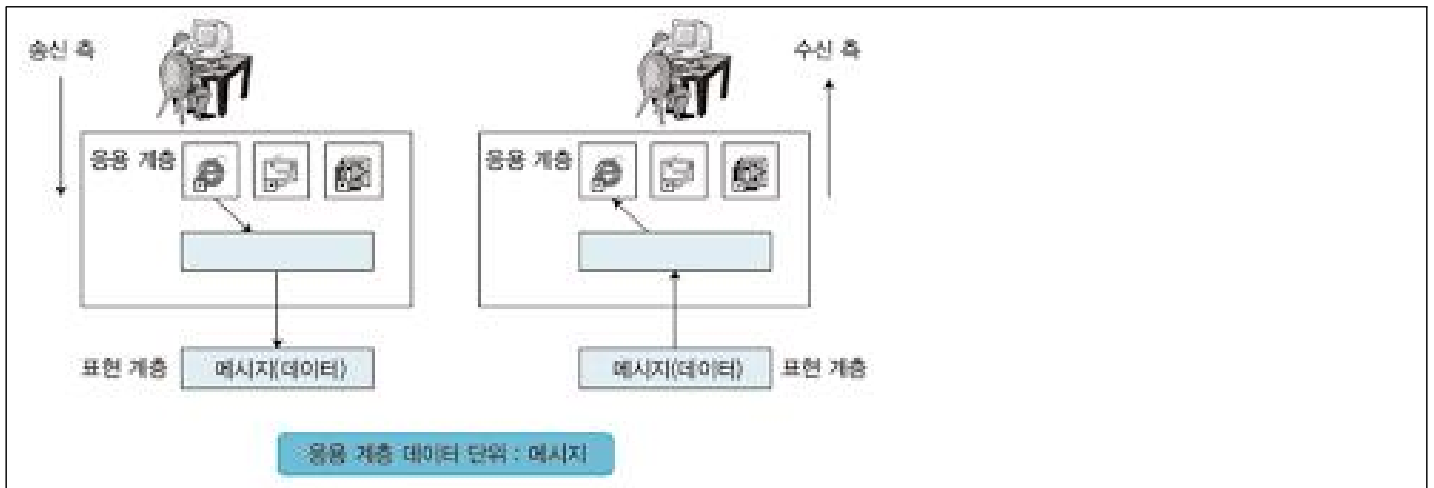 송신 측
수신 측
응용 계층
응용 계층
표현 계층
메시지(데이터)
메시지(데이터)
표현 계층
응용 계층 데이터 단위 : 메시지